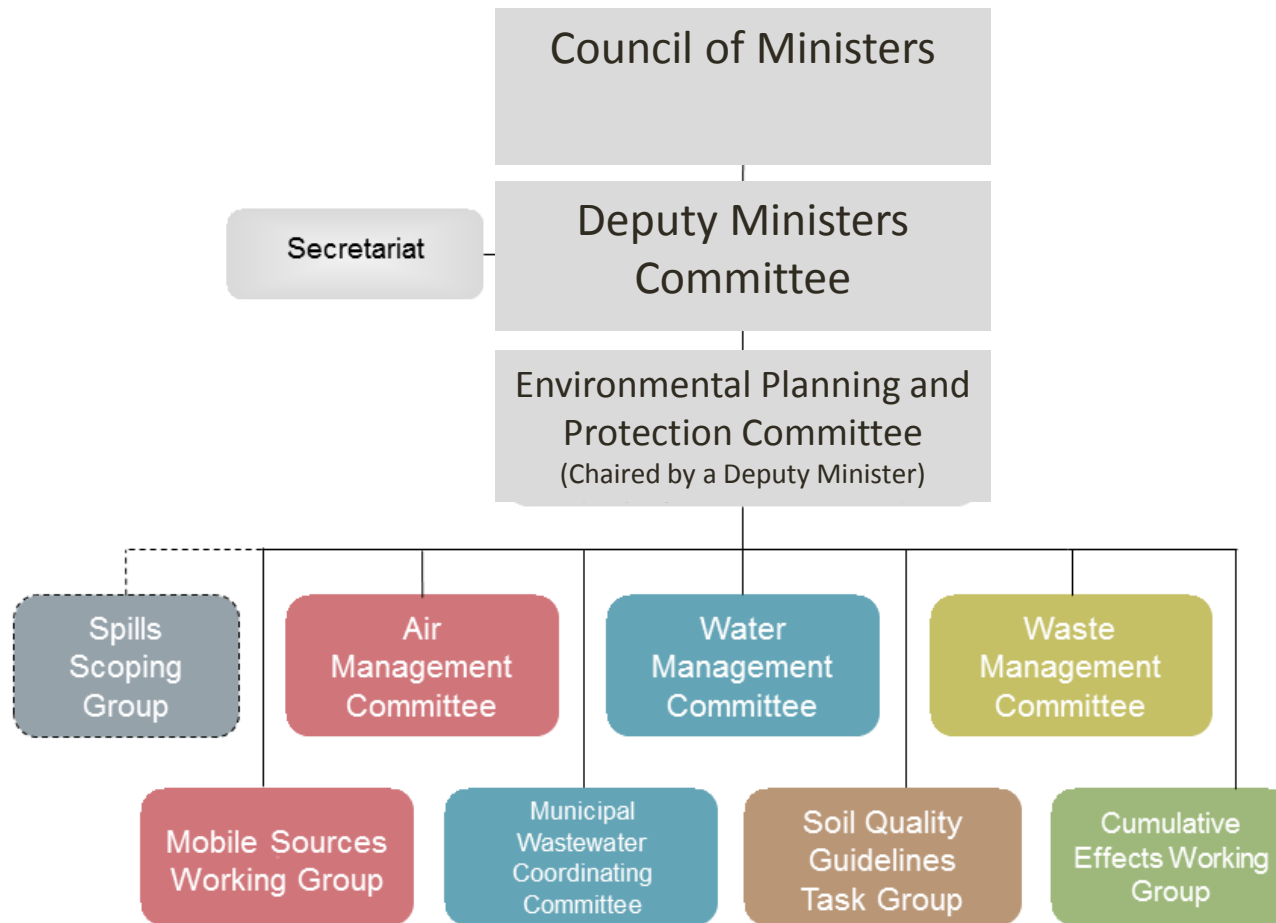 Council of Ministers
Secretariat
Deputy Ministers
Committee
Environmental Planning and
Protection Committee
(Chaired by a Deputy Minister)
Spills
Scoping
Group
Air
Management
Committee
Water
Management
Committee
Waste
Management
Committee
Mobile Sources
Working Group
Municipal
Wastewater
Coordinating
Committee
Soil Quality
Guidelines
Task Group
Cumulative
Effects Working
Group